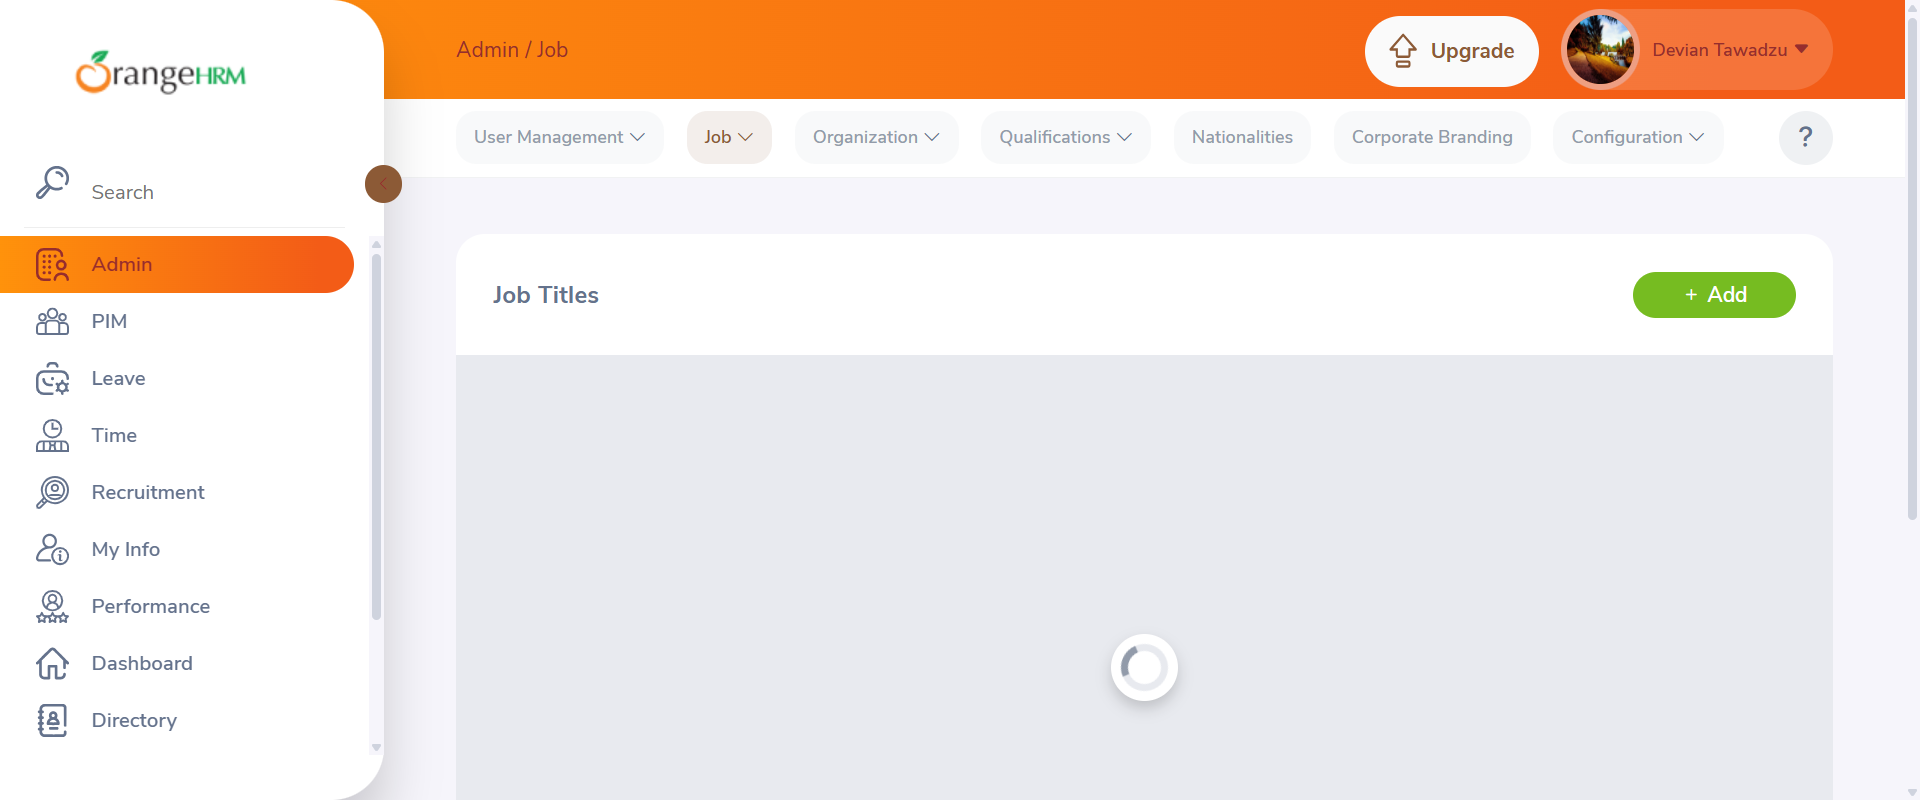 OrangeHRM
Admin / Job
Upgrade
Devian Tawadzu
User Management
Job
Organization
Qualifications
Nationalities
Corporate Branding
Configuration
?
Search
Admin
PIM
Leave
Time
Recruitment
My Info
Performance
Dashboard
Directory
Job Titles
+ Add